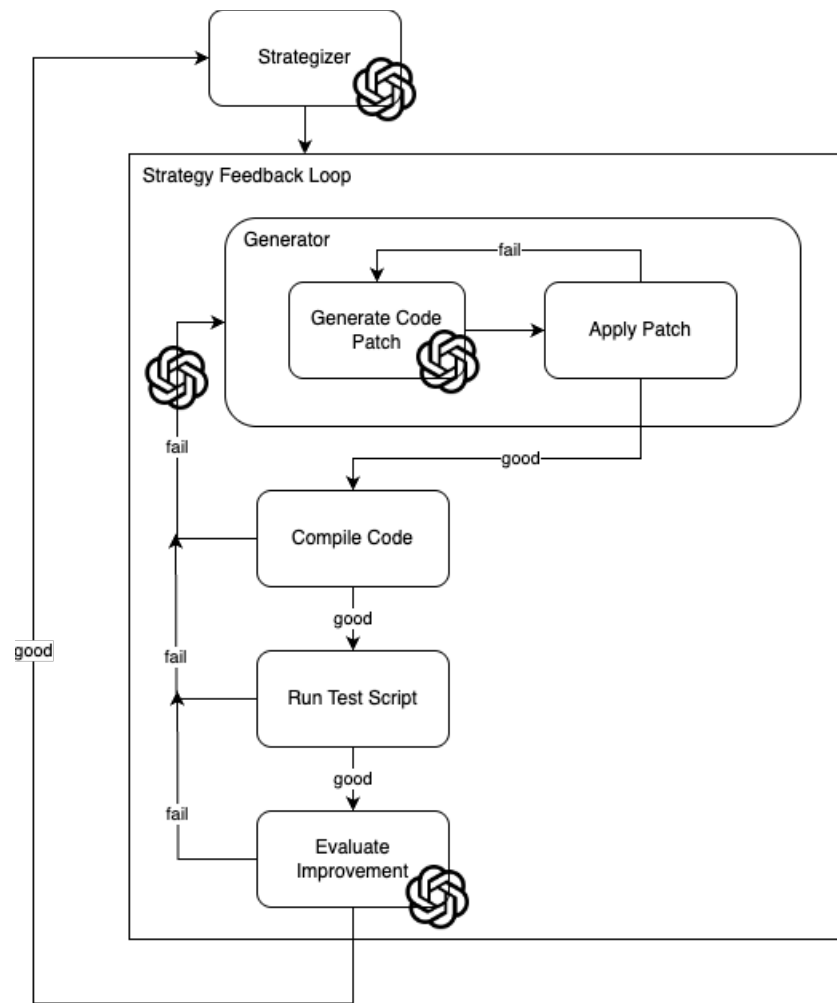 Strategizer
Strategy Feedback Loop
Generator
fail
Generate Code
Patch
Apply Patch
fail
good
Compile Code
good
good
fail
Run Test Script
good
fail
Evaluate
Improvement